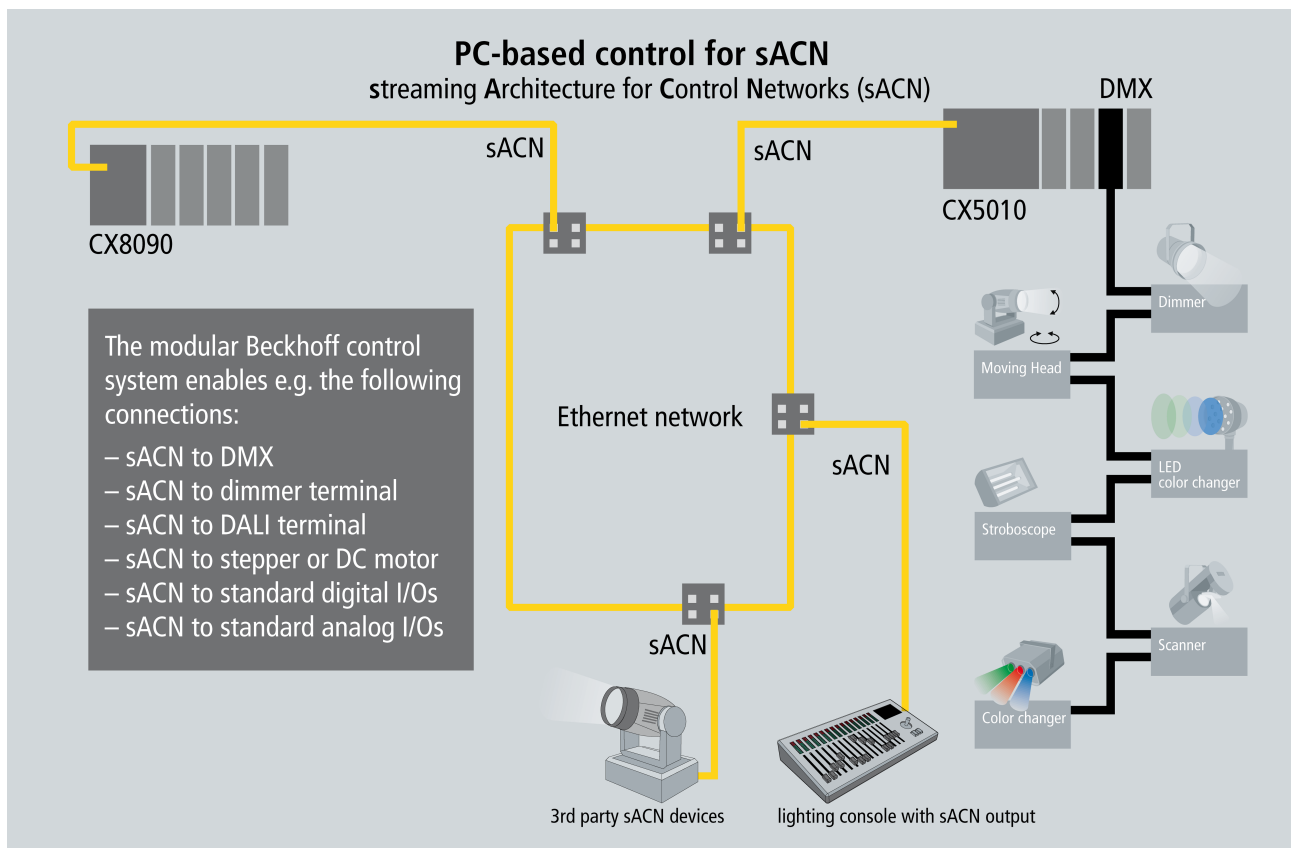 PC-based control for sACN
streaming Architecture for Control Networks (sACN)
DMX
sACN
sACN
CX8090
CX5010
Dimmer
Moving Head
The modular Beckhoff control
system enables e.g. the following
connections:
– sACN to DMX
– sACN to dimmer terminal
– sACN to DALI terminal
– sACN to stepper or DC motor
– sACN to standard digital I/Os
– sACN to standard analog I/Os
Ethernet network
sACN
LED
color changer
Stroboscope
sACN
Scanner
Color changer
3rd party sACN devices
lighting console with sACN output